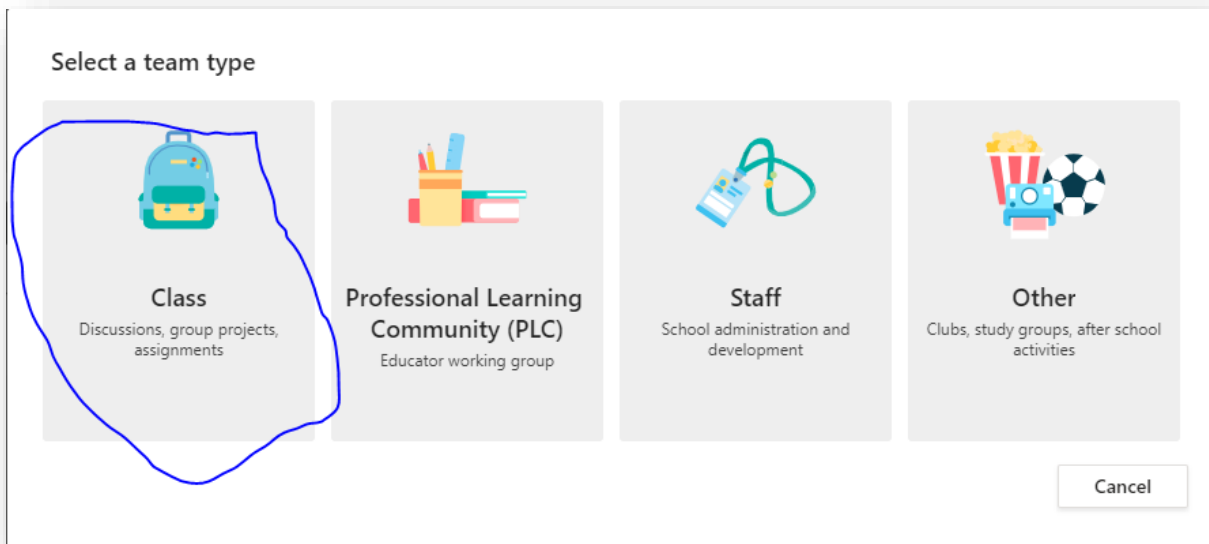 Select a team type
Class
Discussions, group projects,
assignments
Professional Learning
Community (PLC)
Educator working group
Staff
School administration and
development
Other
Clubs, study groups, after school
activities
Cancel